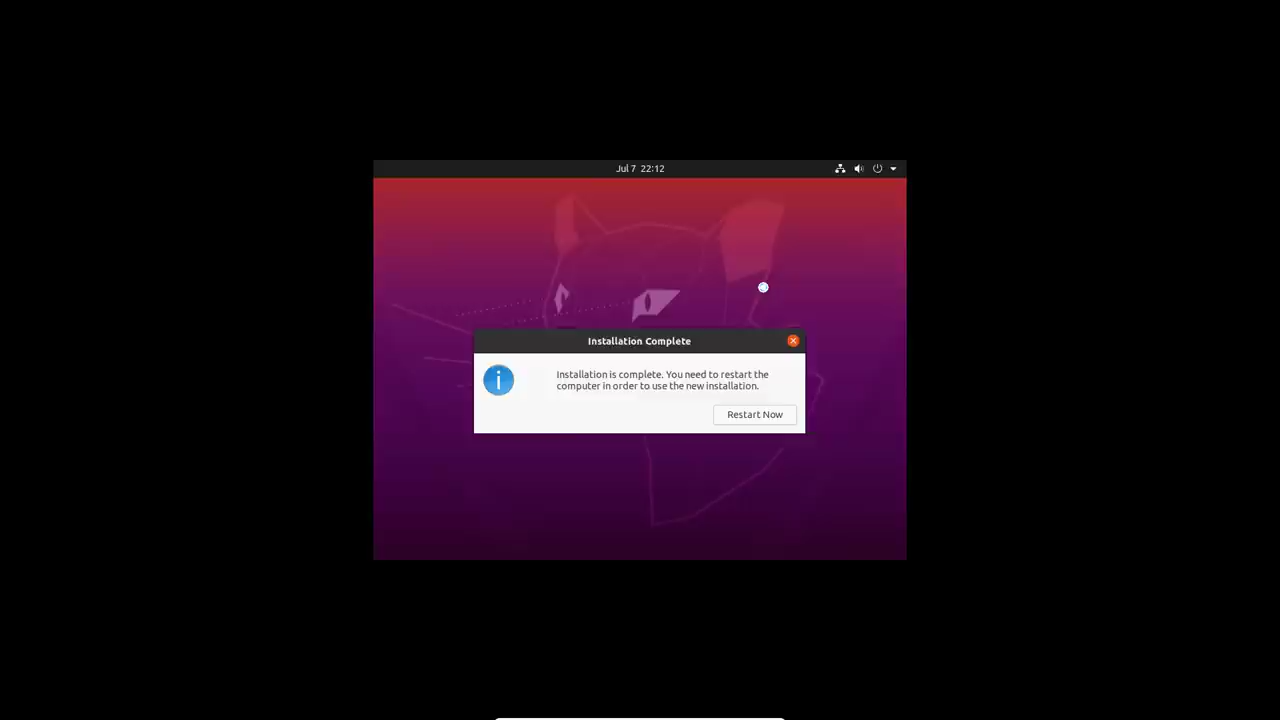 Jul 7 22:12
Installation Complete
Installation is complete. You need to restart the
computer in order to use the new installation.
Restart Now